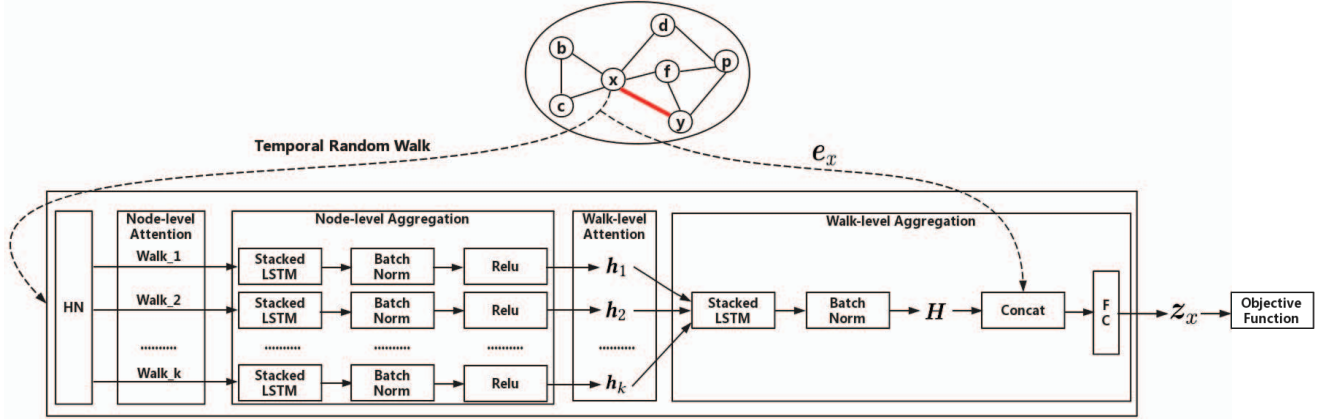 d
b
f
p
x
c
y
Temporal Random Walk
e_x
Node-level
Attention
Node-level Aggregation
Walk-level
Attention
Walk-level Aggregation
HN
Walk_1
Stacked
LSTM
Batch
Norm
Relu
h_1
Walk_2
Stacked
LSTM
Batch
Norm
Relu
h_2
..........
..........
..........
..........
..........
Walk_k
Stacked
LSTM
Batch
Norm
Relu
h_k
Stacked
LSTM
Batch
Norm
H
Concat
F
C
z_x
Objective
Function